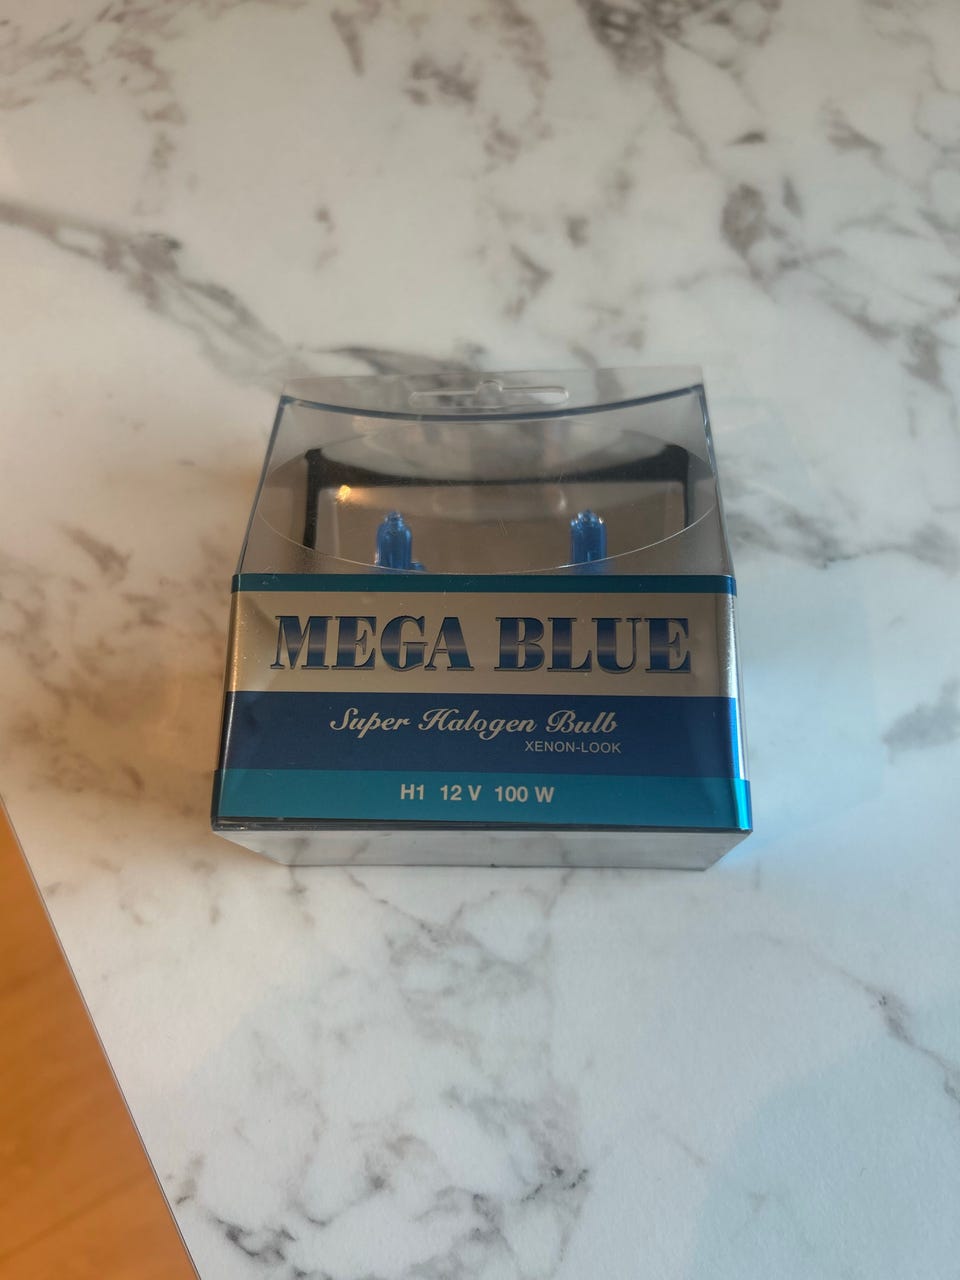 MEGA BLUE
Super Halogen Bulb
XENON-LOOK
H1 12 V 100 W